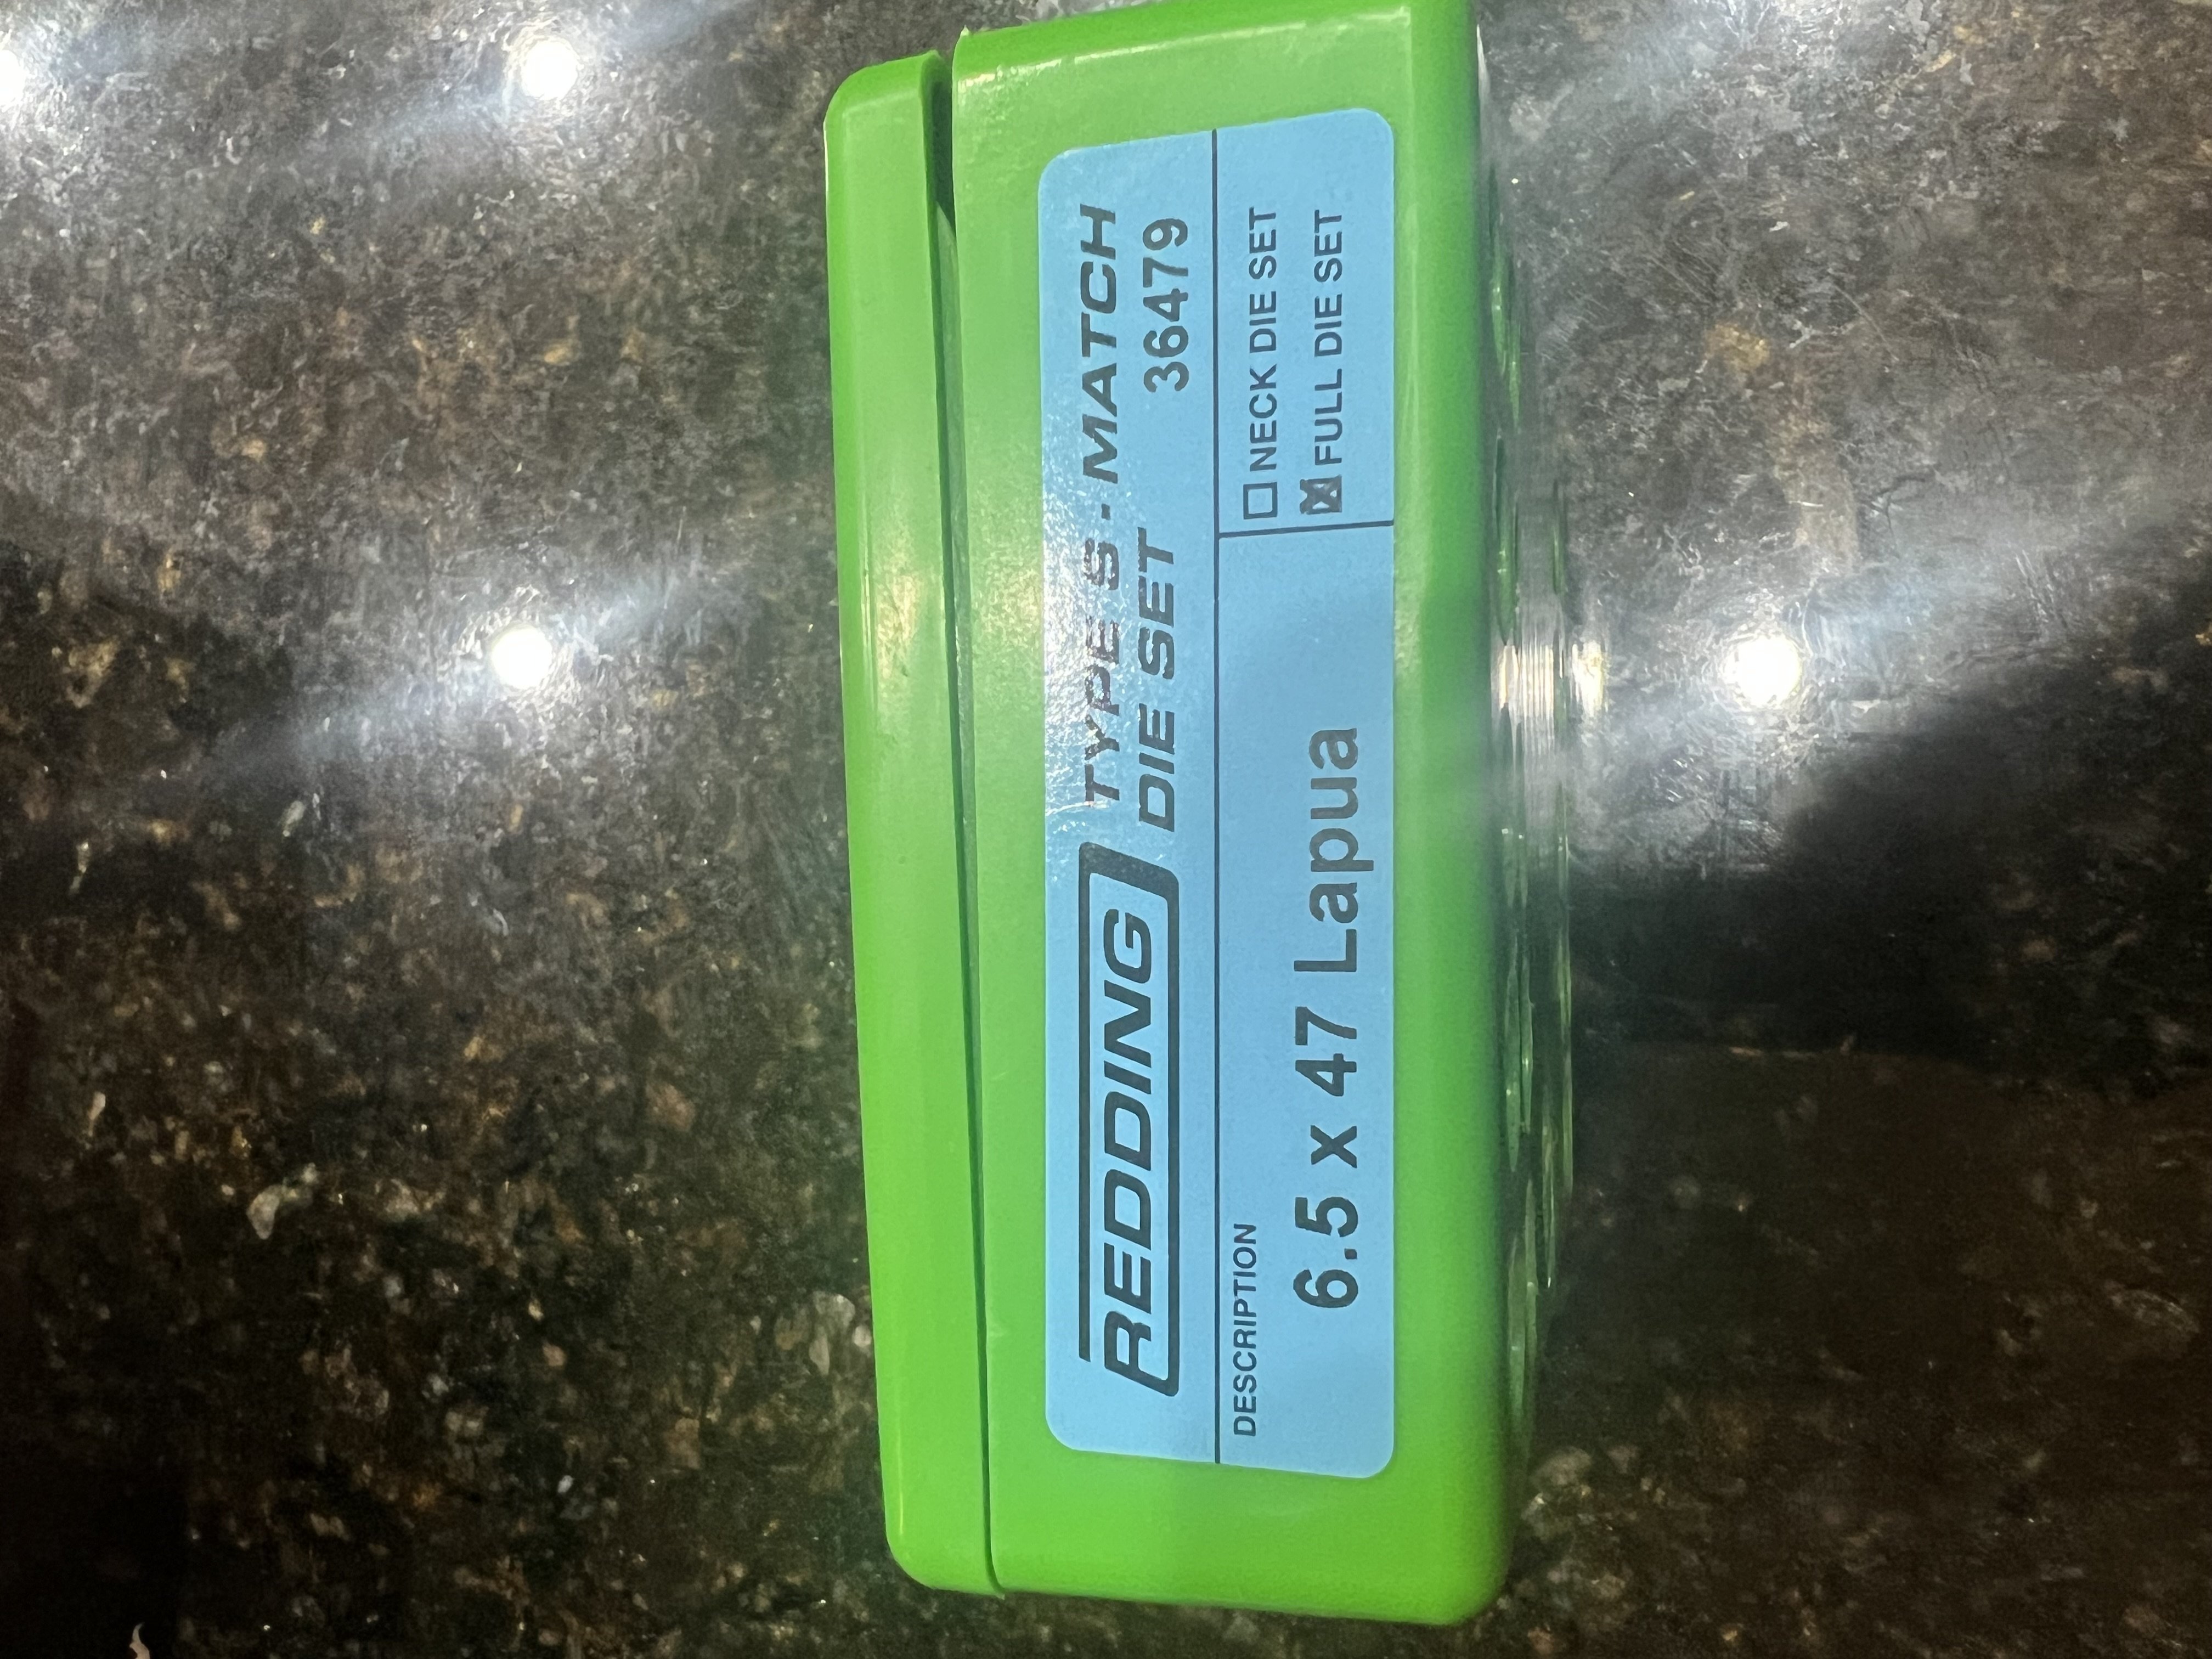 REDDING TYPE S - MATCH
DIE SET 36479
DESCRIPTION
6.5 x 47 Lapua
☐ NECK DIE SET
☒ FULL DIE SET